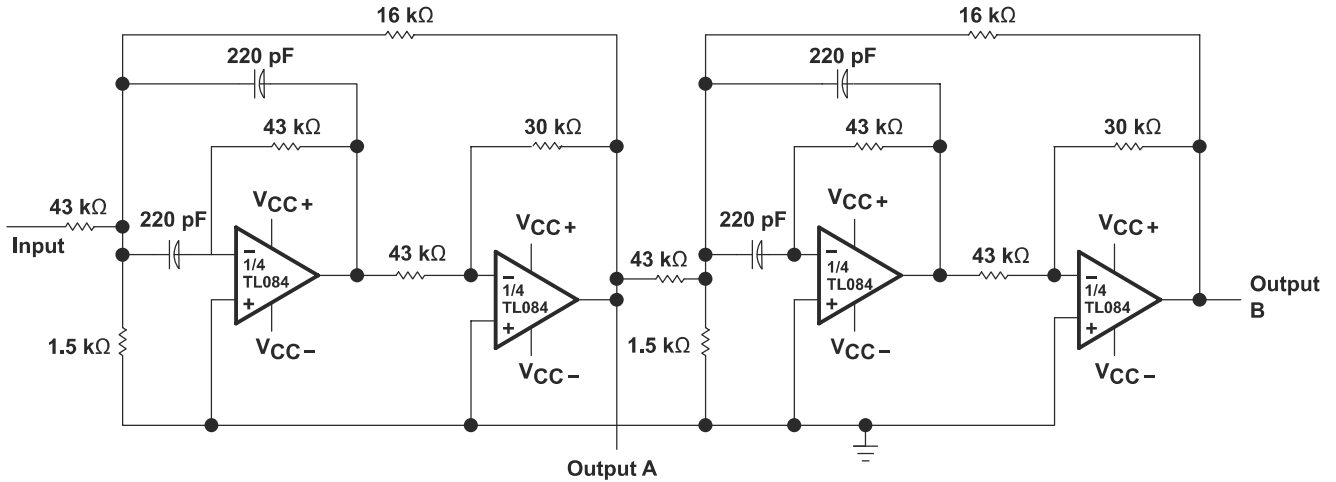 16 kΩ
16 kΩ
220 pF
220 pF
43 kΩ
30 kΩ
43 kΩ
30 kΩ
43 kΩ
Input
220 pF
VCC+
−
1/4
TL084
+
VCC−
43 kΩ
VCC+
−
1/4
TL084
+
VCC−
43 kΩ
220 pF
VCC+
−
1/4
TL084
+
VCC−
43 kΩ
VCC+
−
1/4
TL084
+
VCC−
Output
B
1.5 kΩ
1.5 kΩ
Output A